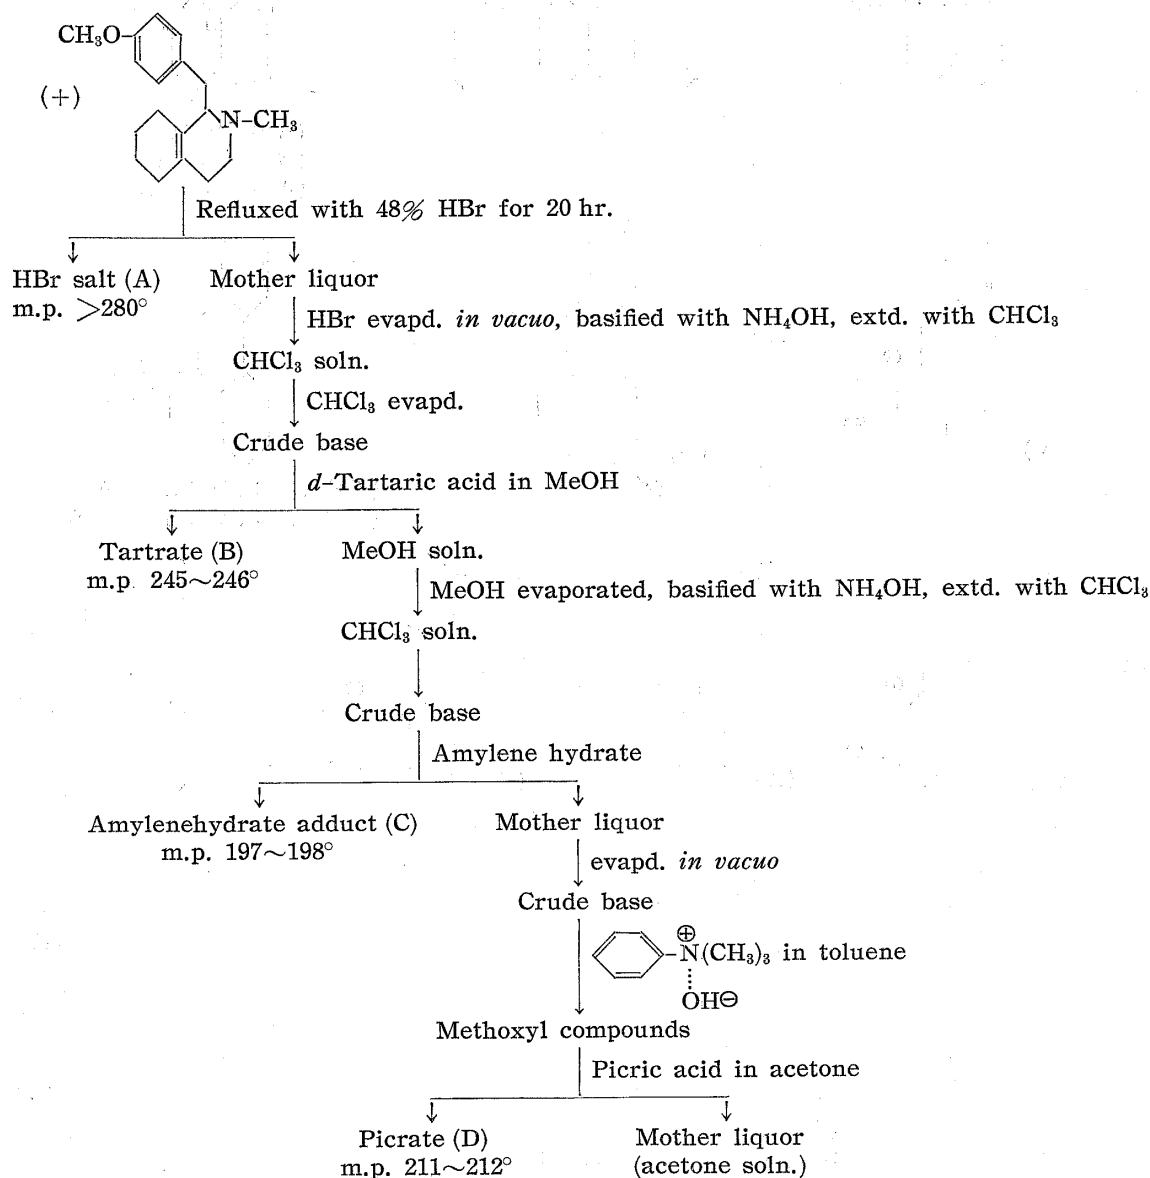 CH₃O-
(+)
N-CH₃
Refluxed with 48% HBr for 20 hr.
HBr salt (A) Mother liquor
m.p. >280°
HBr evapd. in vacuo, basified with NH₄OH, extd. with CHCl₃
CHCl₃ soln.
CHCl₃ evapd.
Crude base
d-Tartaric acid in MeOH
Tartrate (B) MeOH soln.
m.p. 245~246°
MeOH evaporated, basified with NH₄OH, extd. with CHCl₃
CHCl₃ soln.
Crude base
Amylene hydrate
Amylenehydrate adduct (C) Mother liquor
m.p. 197~198°
evapd. in vacuo
Crude base
⊕
-N(CH₃)₃ in toluene
OH⊖
Methoxyl compounds
Picric acid in acetone
Picrate (D) Mother liquor
m.p. 211~212° (acetone soln.)